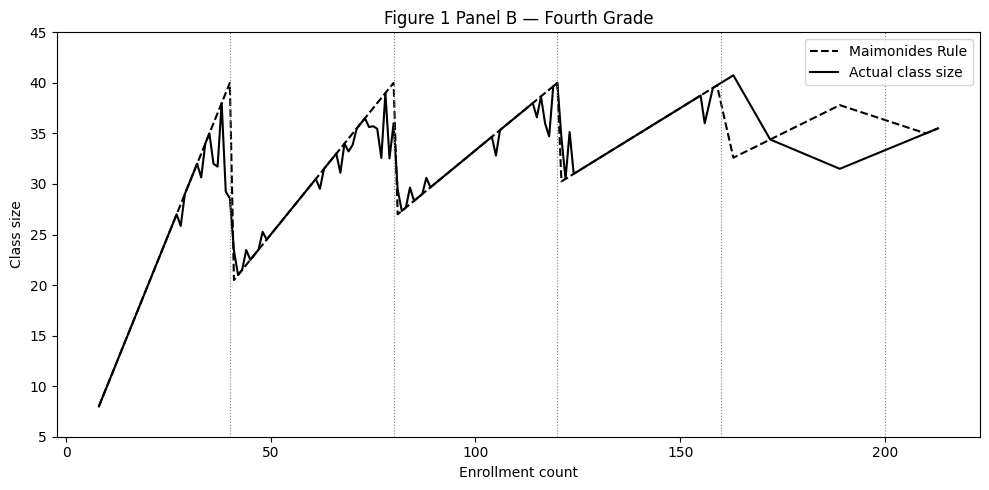 Figure 1 Panel B — Fourth Grade
Maimonides Rule
Actual class size
Class size
45
40
35
30
25
20
15
10
5
0
50
100
150
200
Enrollment count